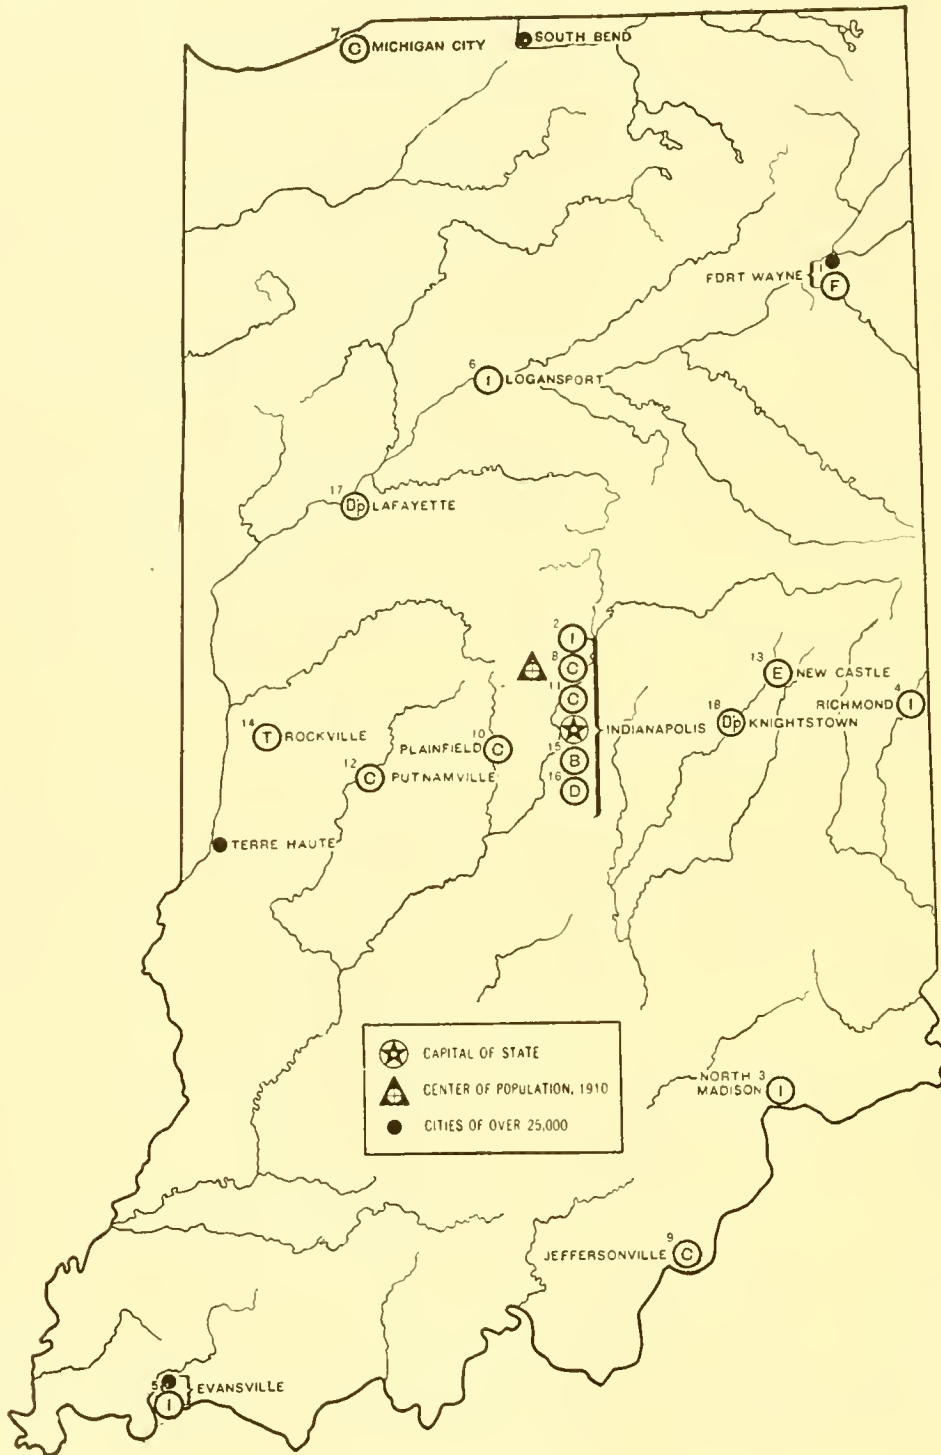 7
C MICHIGAN CITY
SOUTH BEND
FORT WAYNE
1
F
6
I LOGANSPORT
17
D'p LAFAYETTE
2
I
8
C
11
C
INDIANAPOLIS
15
B
16
D
13
E NEW CASTLE
4
RICHMOND I
18
D'p KNIGHTSTOWN
14
T ROCKVILLE
10
PLAINFIELD C
12
C PUTNAMVILLE
TERRE HAUTE
CAPITAL OF STATE
CENTER OF POPULATION, 1910
CITIES OF OVER 25,000
NORTH 3
MADISON I
9
JEFFERSONVILLE C
5
EVANSVILLE
I